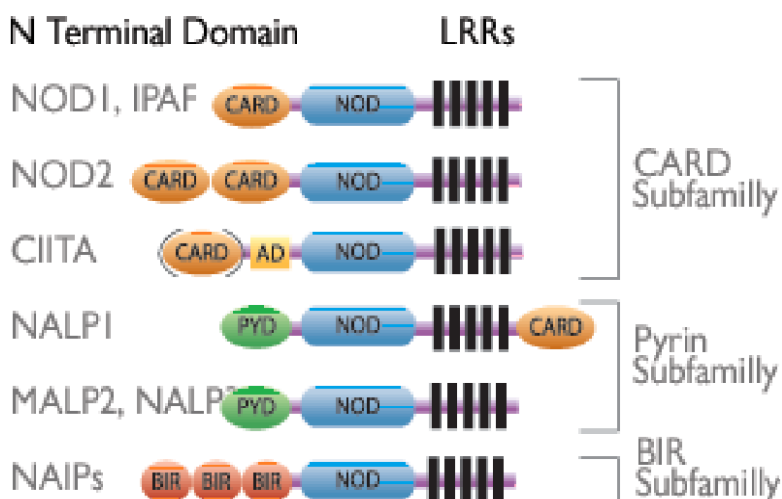 N Terminal Domain LRRs
NOD1, IPAF CARD NOD
NOD2 CARD CARD NOD
CARD
Subfamilly
CIITA CARD AD NOD
NALP1 PYD NOD CARD
Pyrin
Subfamilly
MALP2, NALP PYD NOD
NAIPs BIR BIR BIR NOD
BIR
Subfamilly